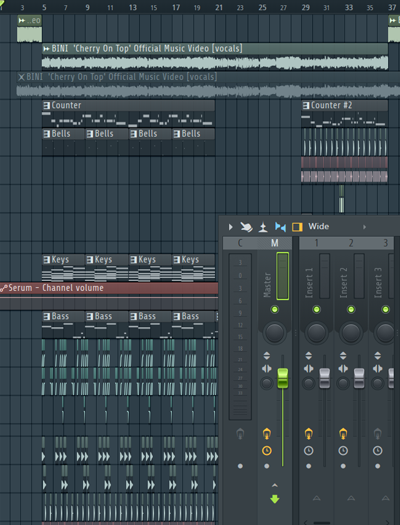 3 5 7 9 11 13 15 17 19 21 23 25 27 29 31 33 35 37
..eo
BINI 'Cherry On Top' Official Music Video [vocals]
BINI 'Cherry On Top' Official Music Video [vocals]
Counter Counter #2
Bells Bells Bells Bells
Wide
C M 1 2 3
Master Insert 1 Insert 2 Insert 3
Keys Keys Keys Keys
Serum - Channel volume
Bass Bass Bass Bass